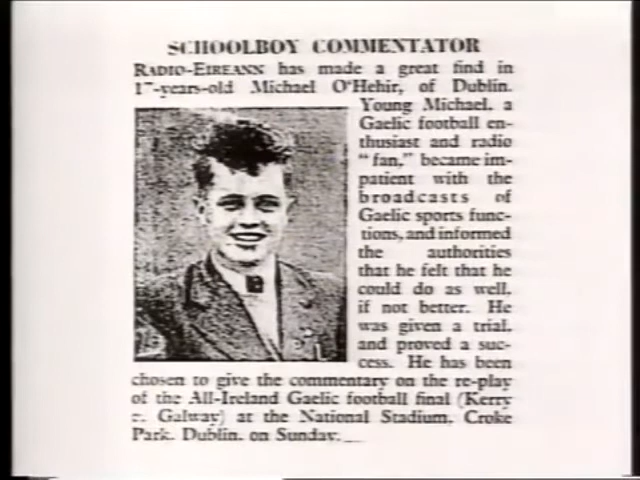 SCHOOLBOY COMMENTATOR
RADIO-EIREANN has made a great find in
17-years-old Michael O'Hehir, of Dublin.
Young Michael, a
Gaelic football en-
thusiast and radio
"fan," became im-
patient with the
broadcasts of
Gaelic sports func-
tions, and informed
the authorities
that he felt that he
could do as well,
if not better. He
was given a trial,
and proved a suc-
cess. He has been
chosen to give the commentary on the re-play
of the All-Ireland Gaelic football final (Kerry
v. Galway) at the National Stadium, Croke
Park, Dublin, on Sunday.